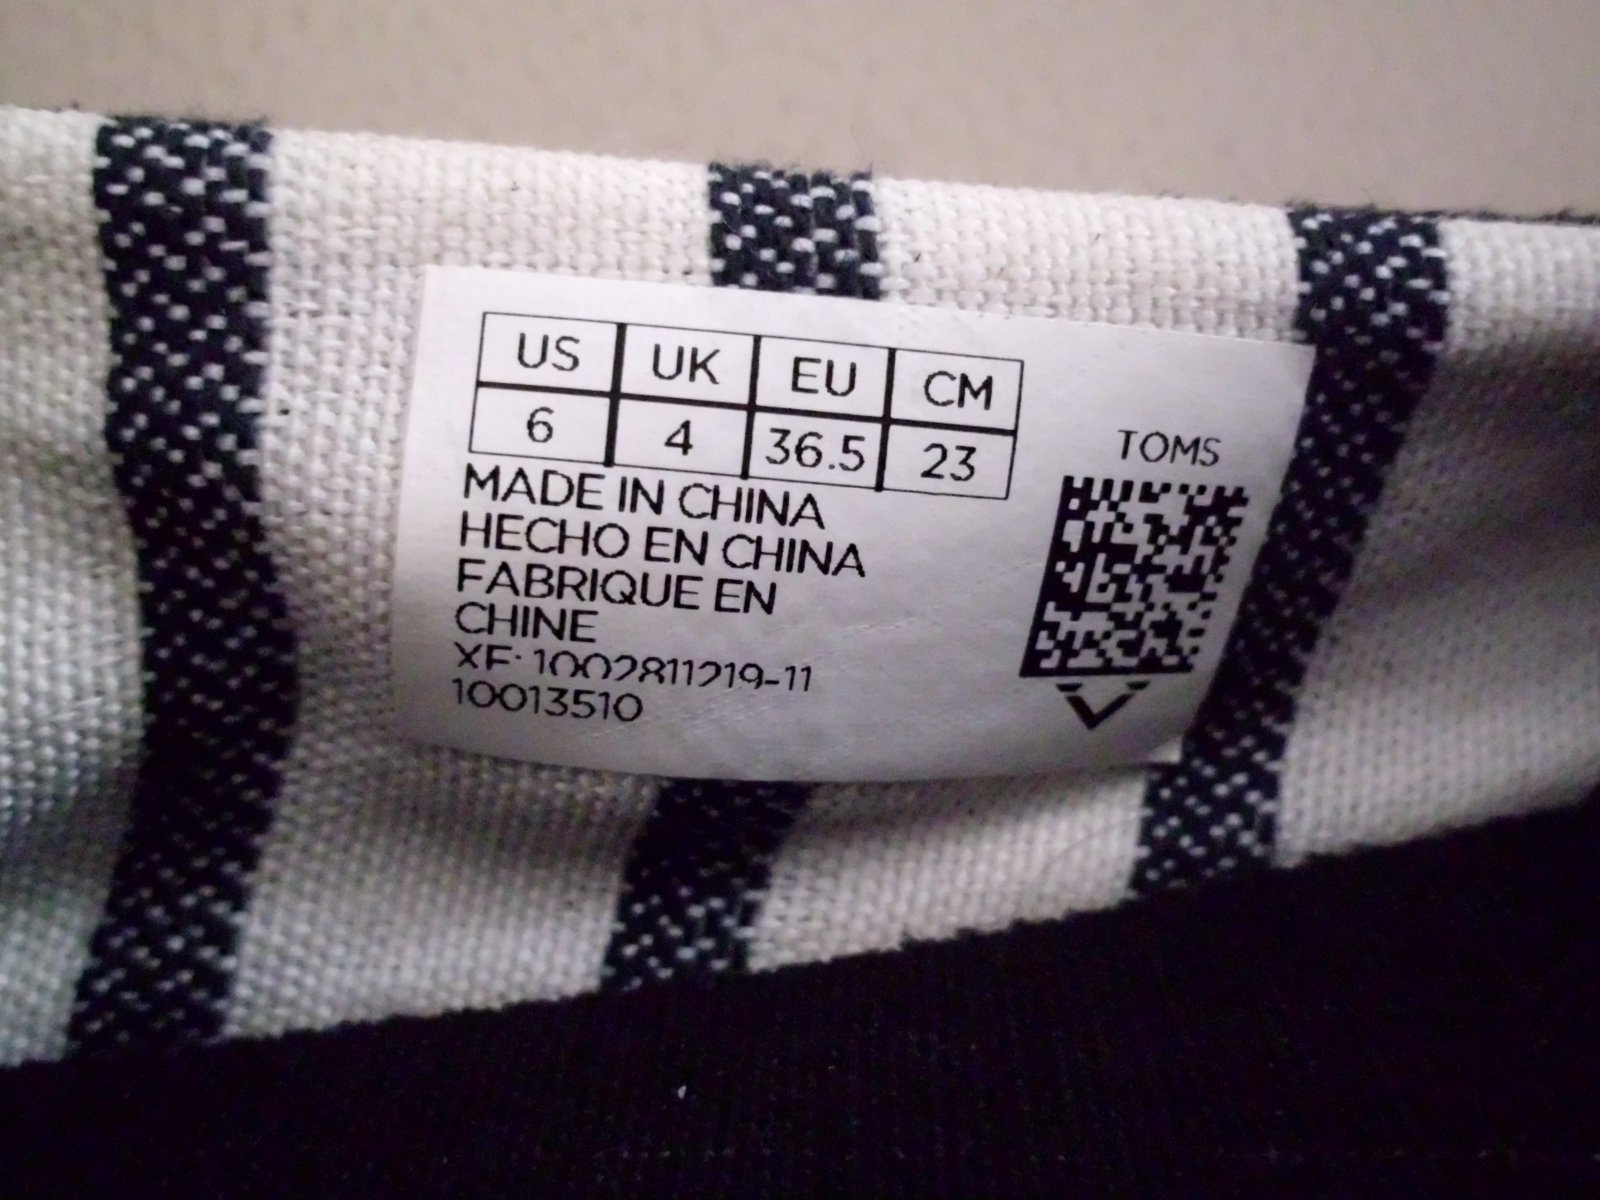 US UK EU CM
6 4 36.5 23
MADE IN CHINA
HECHO EN CHINA
FABRIQUE EN
CHINE
XF: 1002811219-11
10013510
TOMS